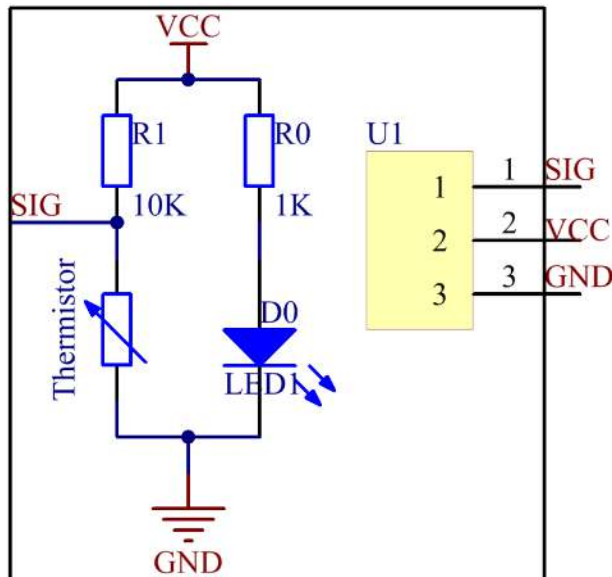 VCC
R1
10K
R0
1K
SIG
Thermistor
D0
LED1
GND
U1
1
2
3
1
2
3
SIG
VCC
GND